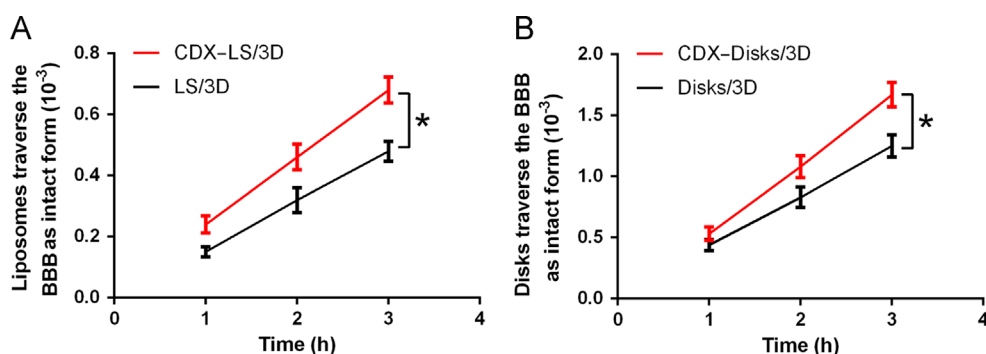 A
CDX–LS/3D
LS/3D
Liposomes traverse the
BBB as intact form (10⁻³)
0.8
0.6
0.4
0.2
0.0
0 1 2 3 4
Time (h)
*
B
CDX–Disks/3D
Disks/3D
Disks traverse the BBB
as intact form (10⁻³)
2.0
1.5
1.0
0.5
0.0
0 1 2 3 4
Time (h)
*